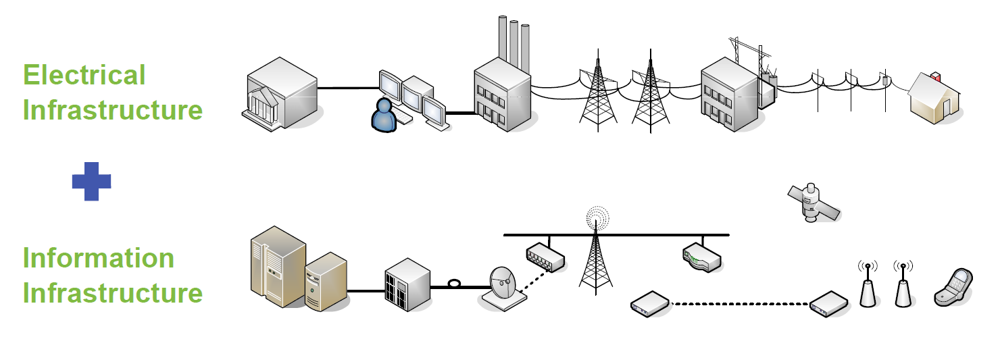 Electrical
Infrastructure
Information
Infrastructure